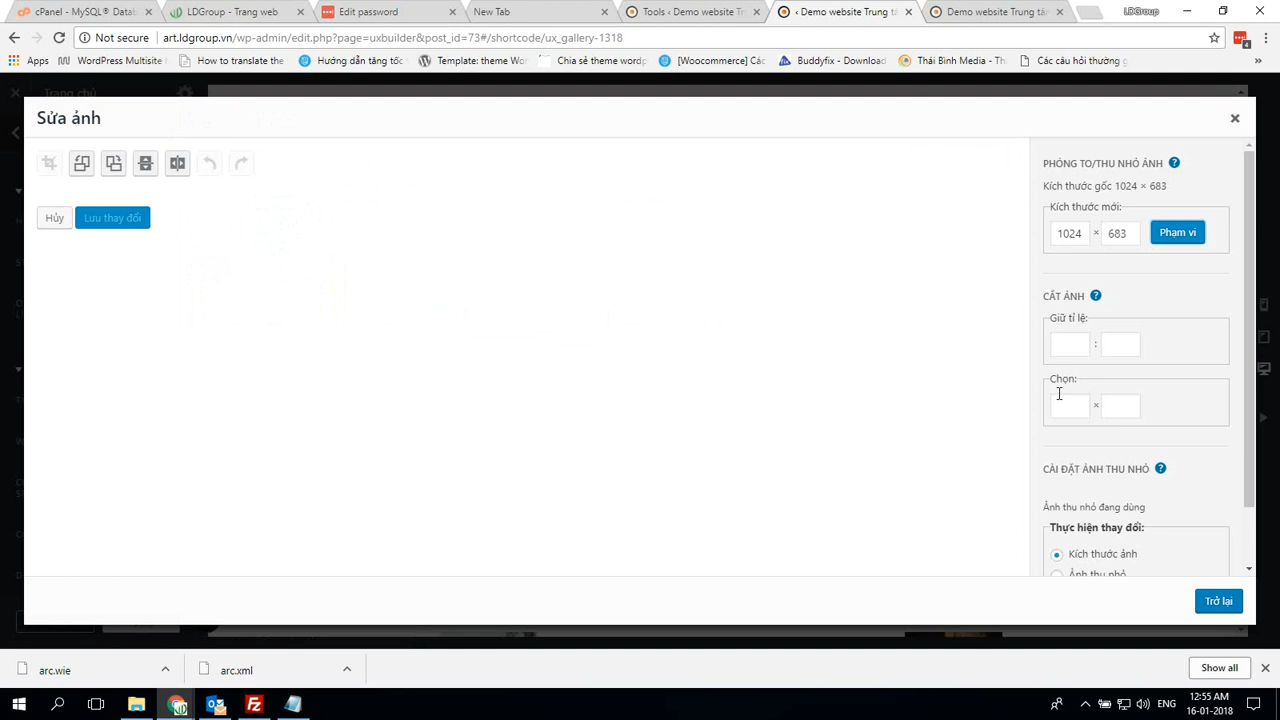 cPanel - MySQL® Datab
LDGroup - Trang web
Edit password
New Tab
Tools ‹ Demo website Tr
‹ Demo website Trung tâ
Demo website Trung tâm
LDGroup
Not secure
art.ldgroup.vn/wp-admin/edit.php?page=uxbuilder&post_id=73#/shortcode/ux_gallery-1318
4
Apps
WordPress Multisite
How to translate the
Hướng dẫn tăng tốc
Template: theme Wor
Chia sẻ theme wordp
[Woocommerce] Các
Buddyfix - Download
Thái Bình Media - Th
Các câu hỏi thường g
»
Trang chủ
Sửa ảnh
Hủy
Lưu thay đổi
PHÓNG TO/THU NHỎ ẢNH
Kích thước gốc 1024 × 683
Kích thước mới:
1024 × 683
Phạm vi
CẮT ẢNH
Giữ tỉ lệ:
:
Chọn:
×
CÀI ĐẶT ẢNH THU NHỎ
Ảnh thu nhỏ đang dùng
Thực hiện thay đổi:
Kích thước ảnh
Ảnh thu nhỏ
Trở lại
arc.wie
arc.xml
Show all
ENG
12:55 AM
16-01-2018